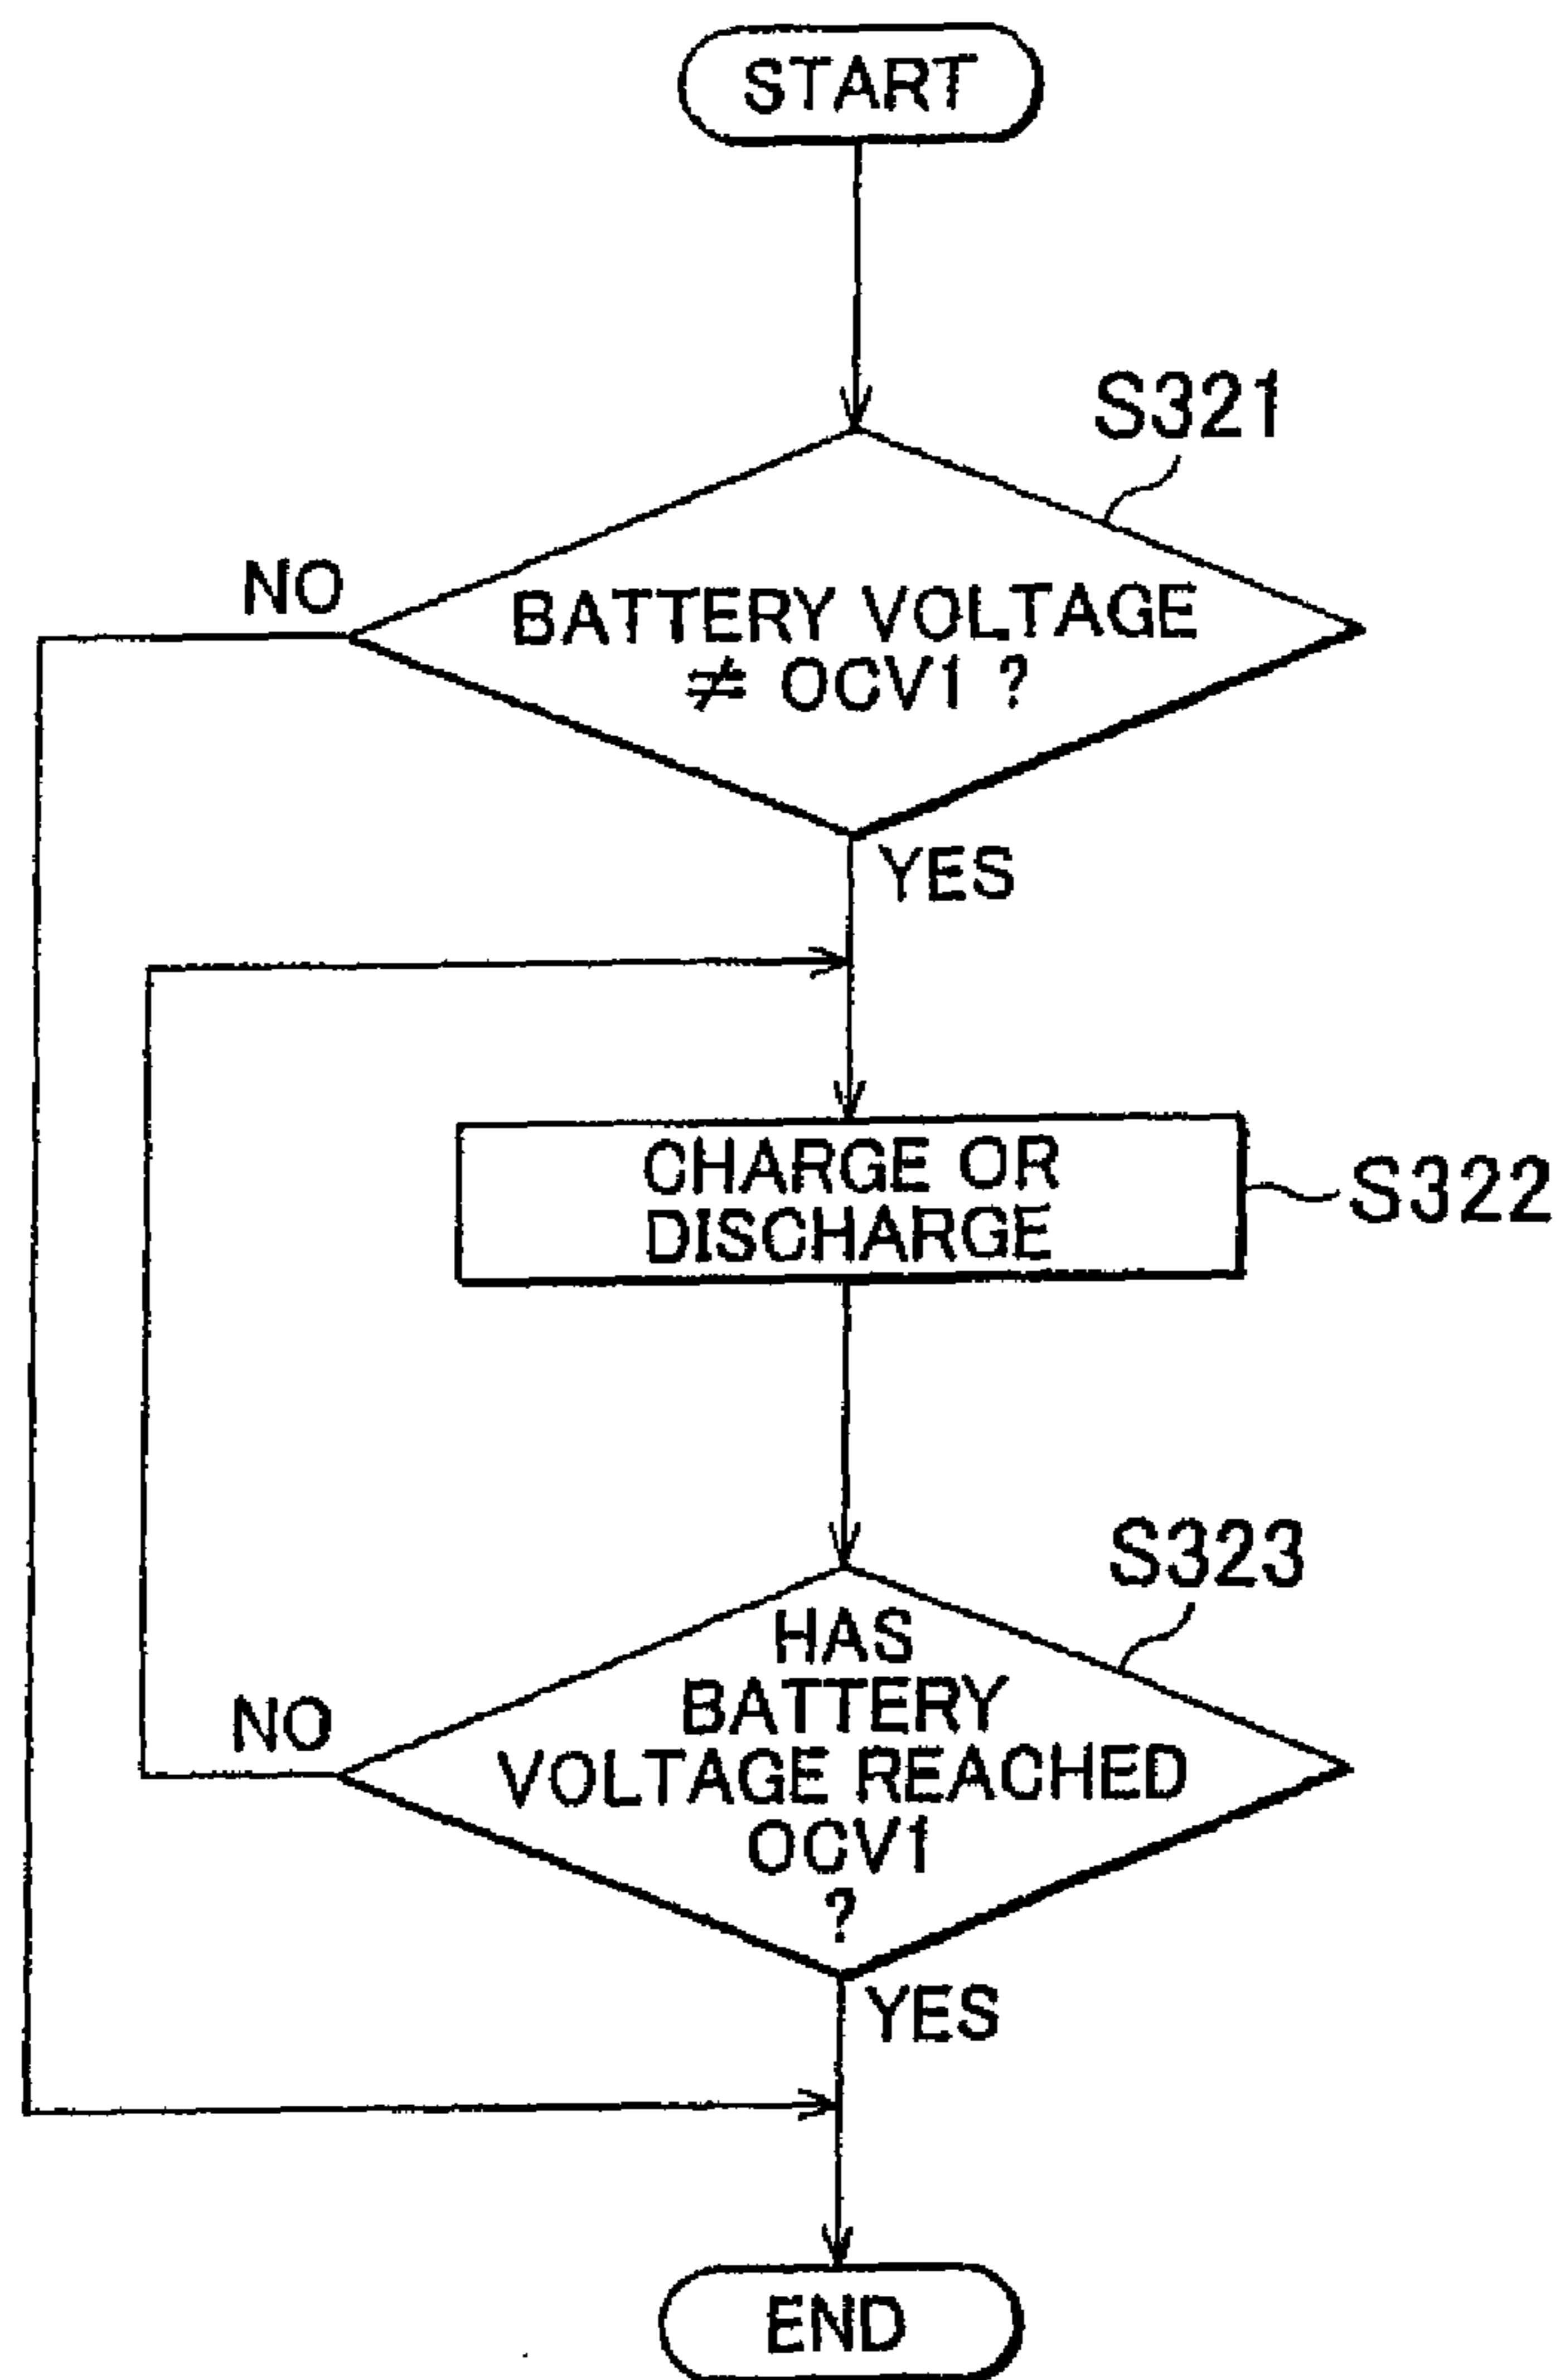 START
S321
NO
BATTERY VOLTAGE
≠ OCV1 ?
YES
CHARGE OR
DISCHARGE
S322
S323
HAS
BATTERY
NO
VOLTAGE REACHED
OCV1
?
YES
END